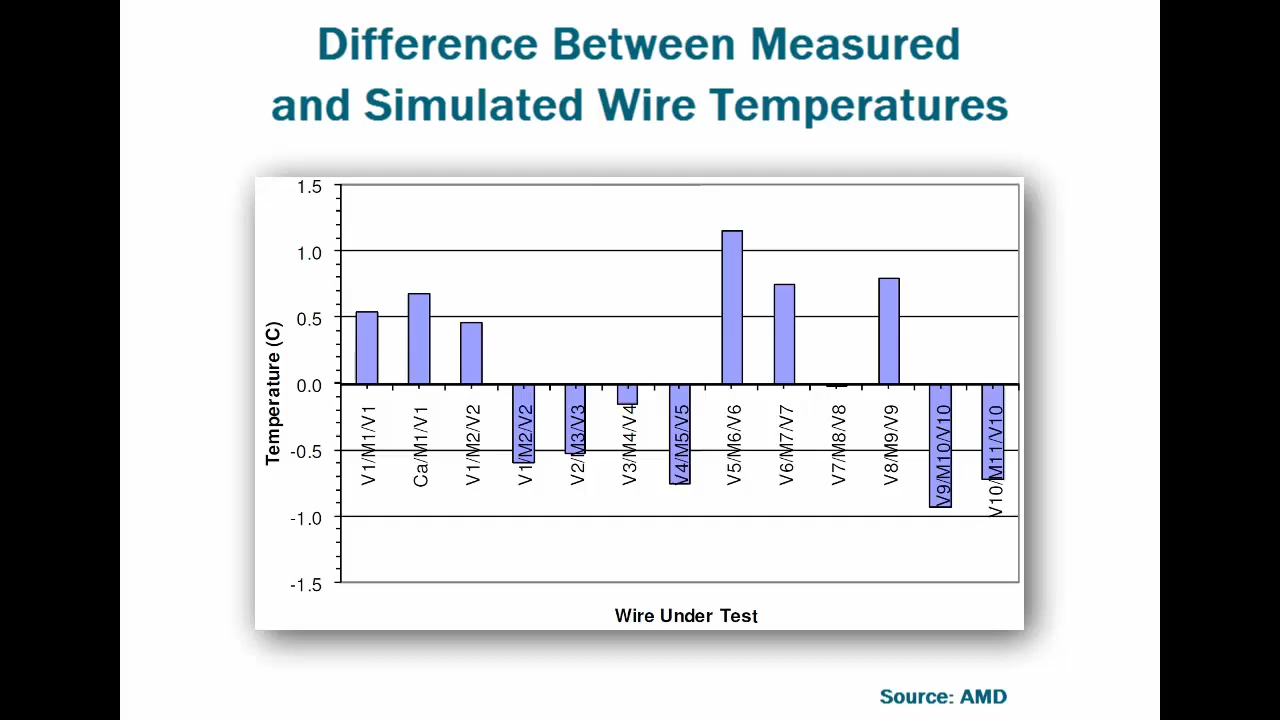 Difference Between Measured
and Simulated Wire Temperatures
1.5
1.0
0.5
0.0
-0.5
-1.0
-1.5
Temperature (C)
V1/M1/V1
Ca/M1/V1
V1/M2/V2
V1/M2/V2
V2/M3/V3
V3/M4/V4
V4/M5/V5
V5/M6/V6
V6/M7/V7
V7/M8/V8
V8/M9/V9
V9/M10/V10
V10/M11/V10
Wire Under Test
Source: AMD